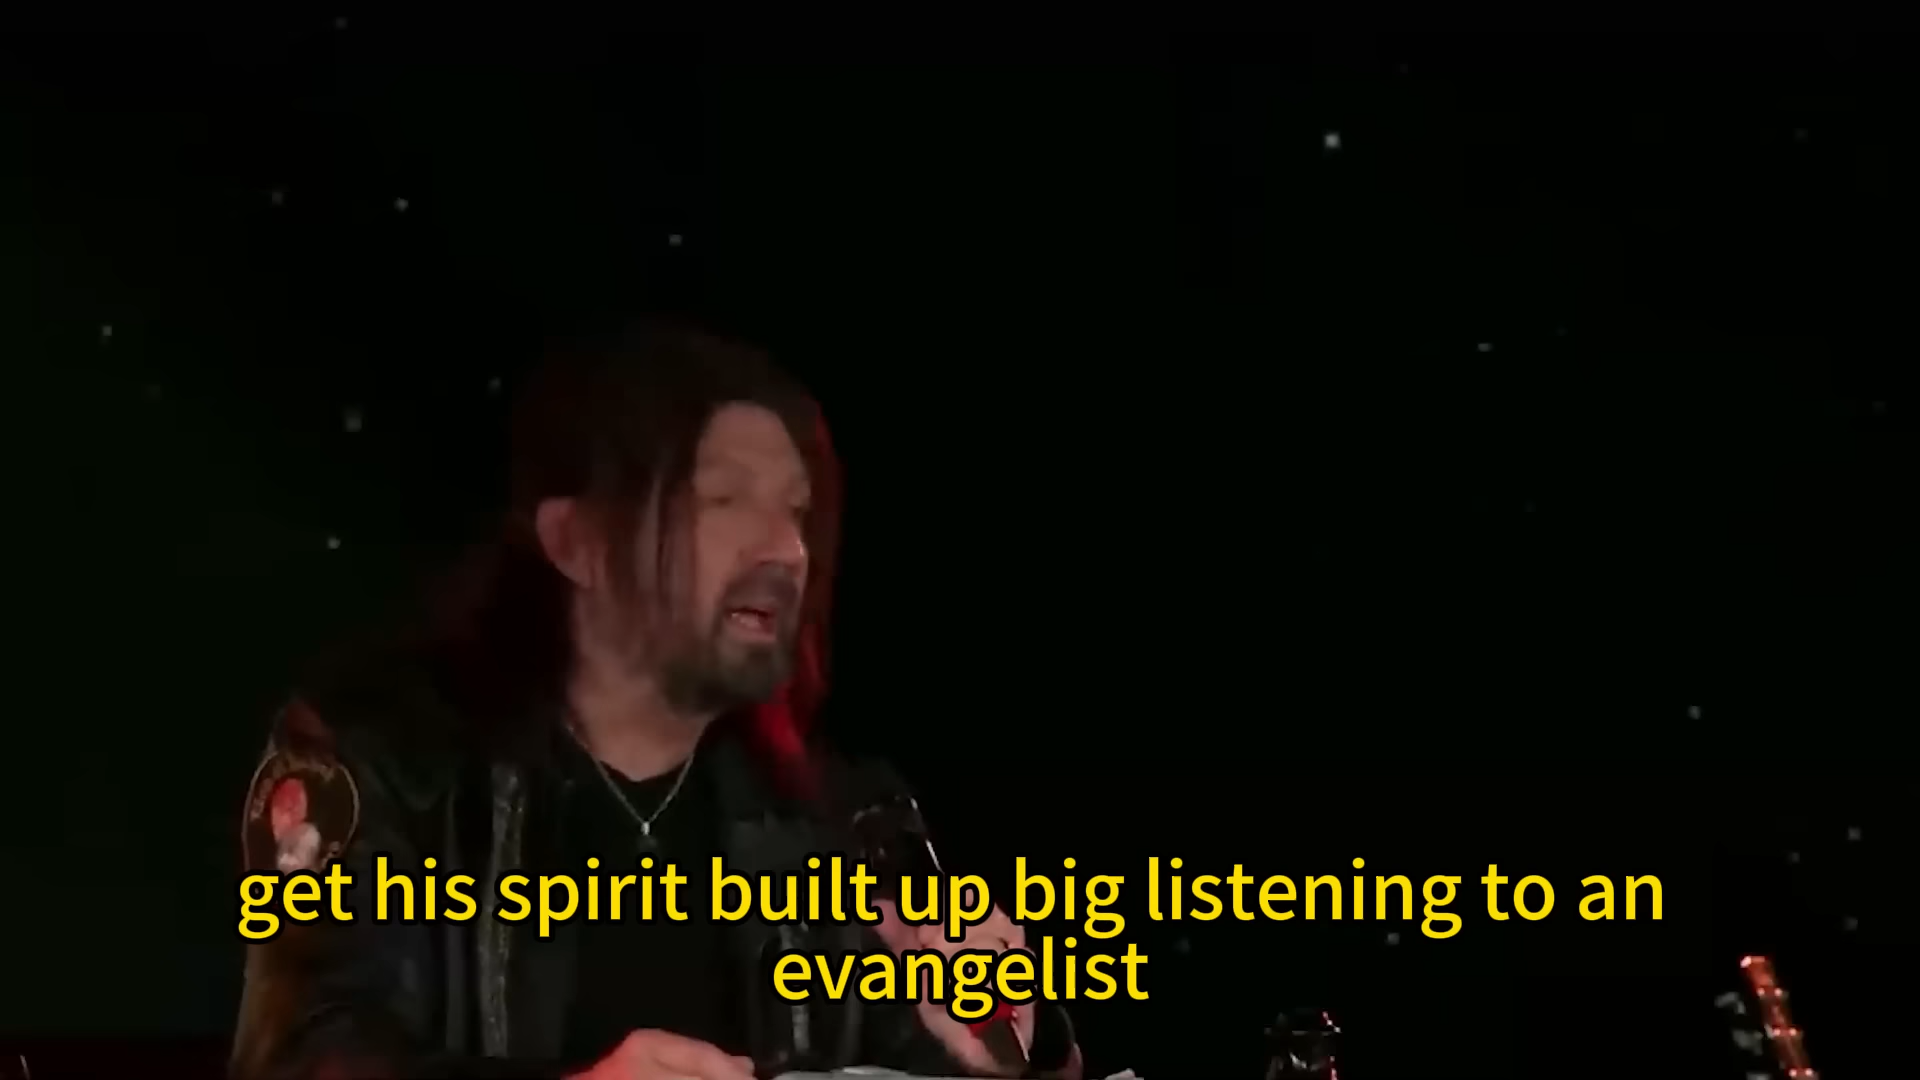 get his spirit built up big listening to an
evangelist